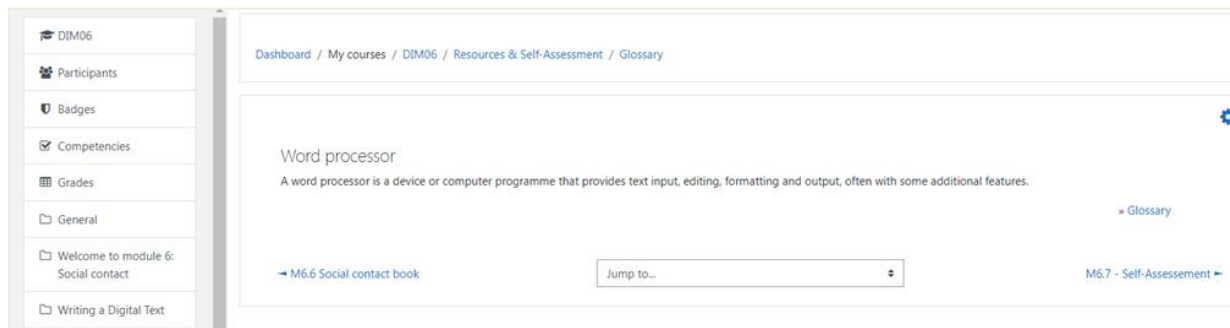 DIM06
Participants
Badges
Competencies
Grades
General
Welcome to module 6:
Social contact
Writing a Digital Text
Dashboard / My courses / DIM06 / Resources & Self-Assessment / Glossary
Word processor
A word processor is a device or computer programme that provides text input, editing, formatting and output, often with some additional features.
» Glossary
◄ M6.6 Social contact book
Jump to...
M6.7 - Self-Assessement ►